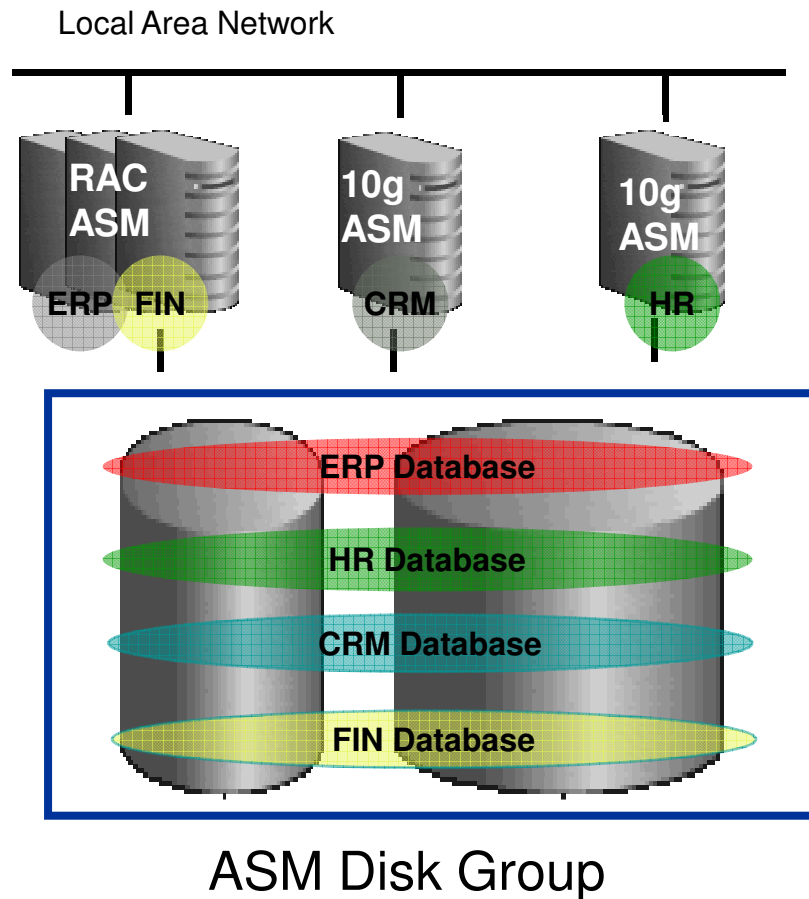 Local Area Network
RAC
ASM
10g
ASM
10g
ASM
ERP
FIN
CRM
HR
ERP Database
HR Database
CRM Database
FIN Database
ASM Disk Group